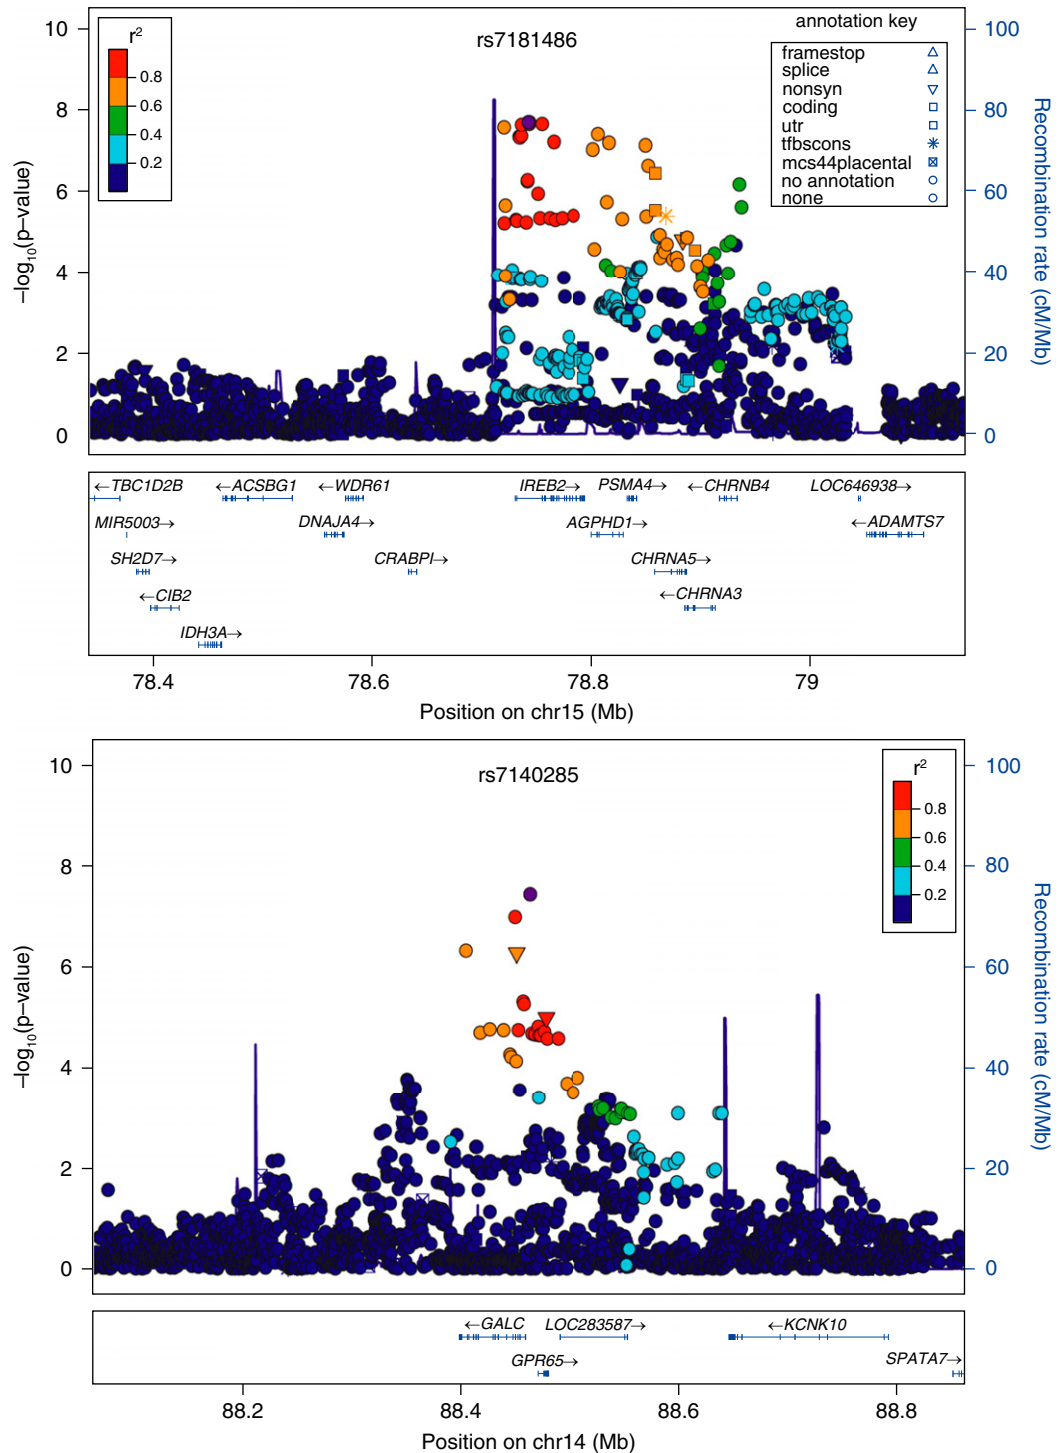 rs7181486
r2
0.8
0.6
0.4
0.2
annotation key
framestop
splice
nonsyn
coding
utr
tfbscons
mcs44placental
no annotation
none
10
8
6
4
2
0
–log10(p–value)
100
80
60
40
20
0
Recombination rate (cM/Mb)
←TBC1D2B
←ACSBG1
←WDR61
IREB2→
PSMA4→
←CHRNB4
LOC646938→
MIR5003→
DNAJA4→
AGPHD1→
←ADAMTS7
SH2D7→
CRABPI→
CHRNA5→
←CIB2
←CHRNA3
IDH3A→
78.4
78.6
78.8
79
Position on chr15 (Mb)
rs7140285
r2
0.8
0.6
0.4
0.2
10
8
6
4
2
0
–log10(p–value)
100
80
60
40
20
0
Recombination rate (cM/Mb)
←GALC
LOC283587→
←KCNK10
GPR65→
SPATA7→
88.2
88.4
88.6
88.8
Position on chr14 (Mb)